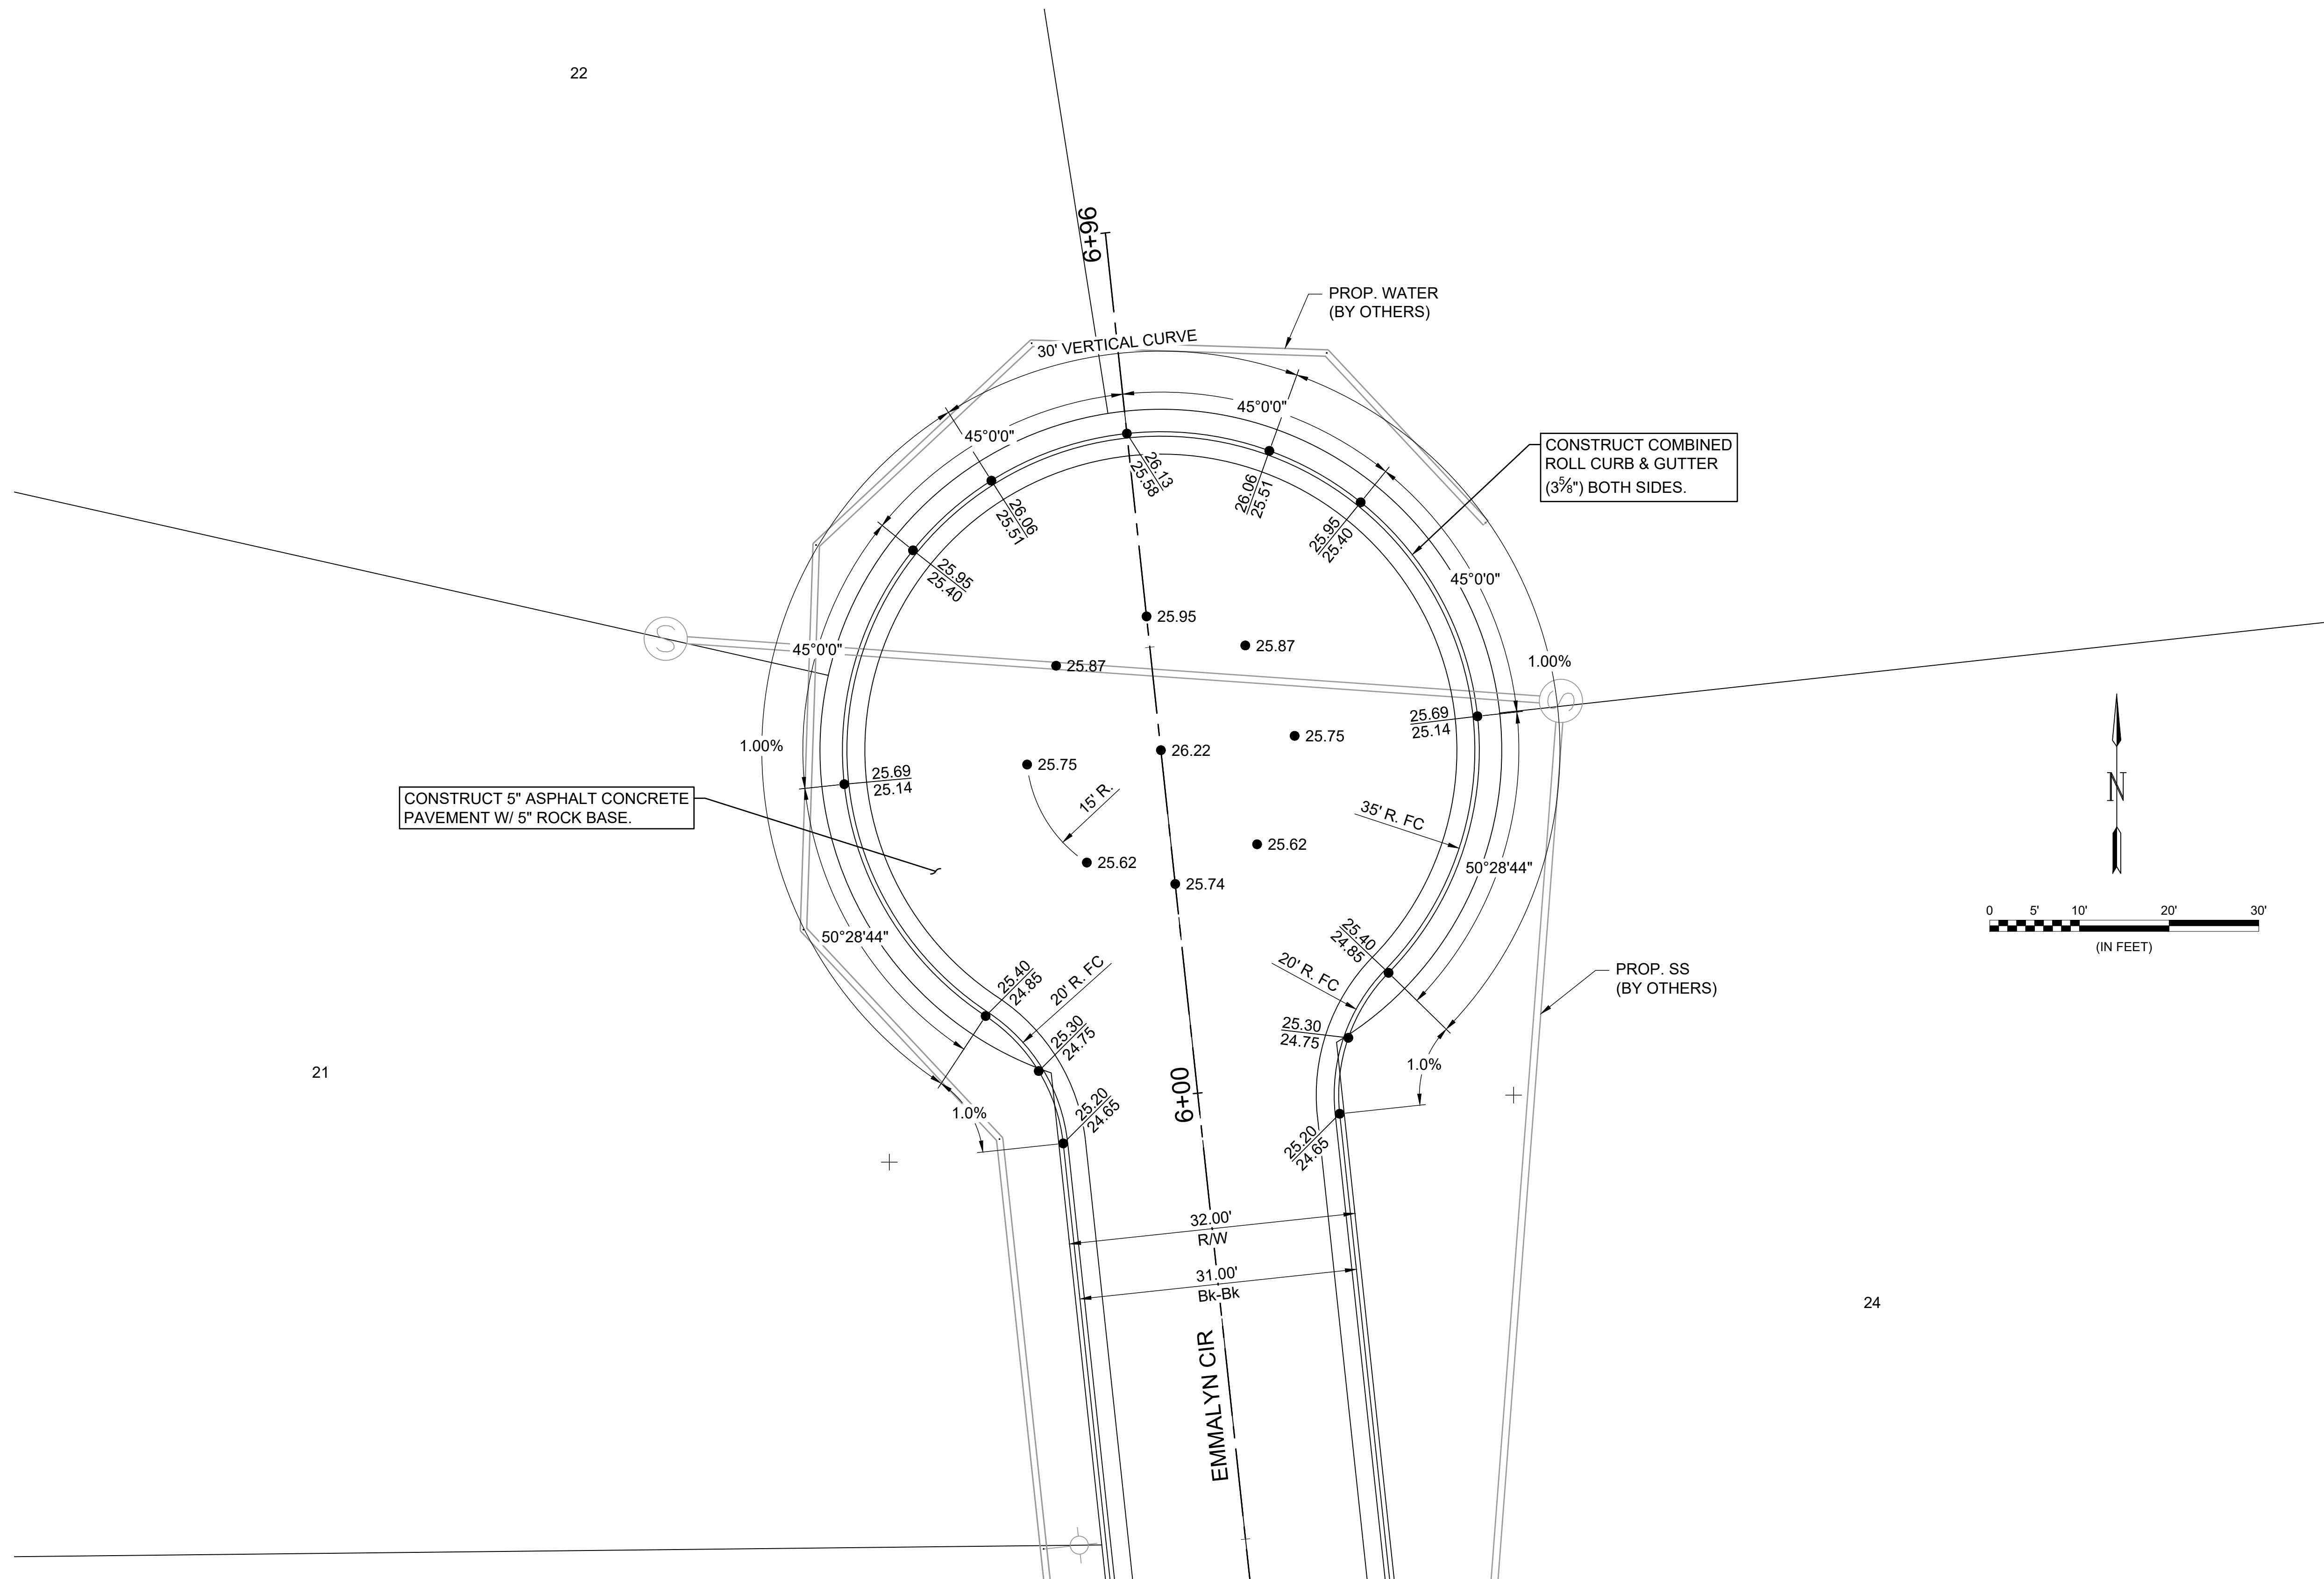 22
6+96
PROP. WATER
(BY OTHERS)
30' VERTICAL CURVE
45°0'0"
45°0'0"
CONSTRUCT COMBINED
ROLL CURB & GUTTER
(3⅝") BOTH SIDES.
26.13
25.58
26.06
25.51
26.06
25.51
25.95
25.40
25.95
25.40
45°0'0"
45°0'0"
S
25.95
25.87
25.87
1.00%
S
25.69
25.14
25.75
26.22
1.00%
25.75
25.69
25.14
CONSTRUCT 5" ASPHALT CONCRETE
PAVEMENT W/ 5" ROCK BASE.
15' R.
35' R. FC
N
25.62
25.62
50°28'44"
25.74
0 5' 10' 20' 30'
(IN FEET)
50°28'44"
25.40
24.85
25.40
24.85
20' R. FC
20' R. FC
PROP. SS
(BY OTHERS)
25.30
24.75
25.30
24.75
21
1.0%
1.0%
6+00
25.20
24.65
25.20
24.65
32.00'
R/W
31.00'
Bk-Bk
24
EMMALYN CIR